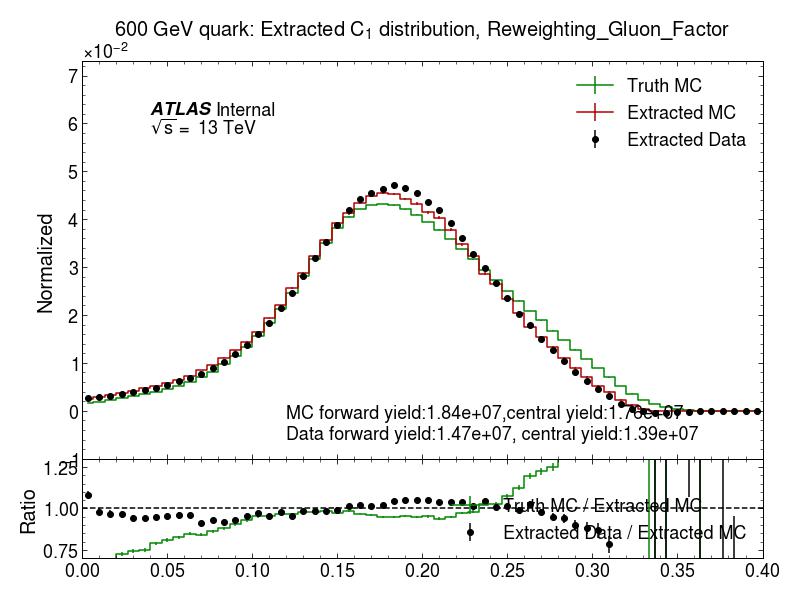 600 GeV quark: Extracted C₁ distribution, Reweighting_Gluon_Factor
×10⁻²
ATLAS Internal
√s = 13 TeV
Truth MC
Extracted MC
Extracted Data
Normalized
7
6
5
4
3
2
1
0
MC forward yield:1.84e+07,central yield:1.76e+07
Data forward yield:1.47e+07, central yield:1.39e+07
Ratio
1.25
1.00
0.75
Truth MC / Extracted MC
Extracted Data / Extracted MC
0.00 0.05 0.10 0.15 0.20 0.25 0.30 0.35 0.40